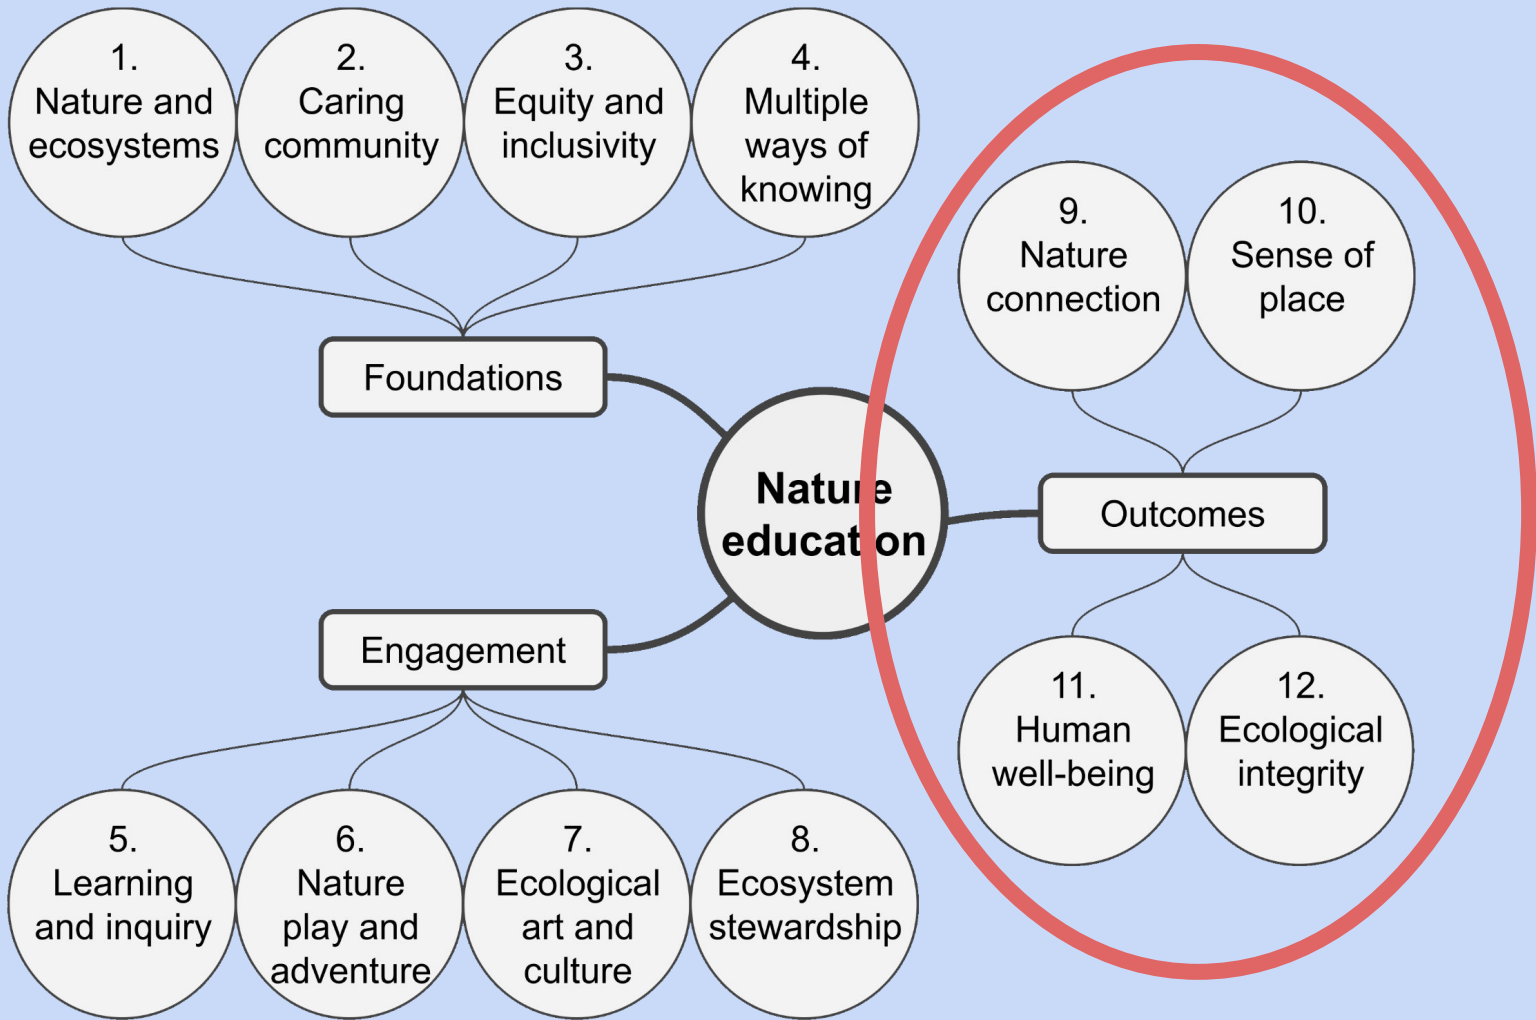 1.
Nature and
ecosystems
2.
Caring
community
3.
Equity and
inclusivity
4.
Multiple
ways of
knowing
9.
Nature
connection
10.
Sense of
place
Foundations
Nature
education
Outcomes
Engagement
11.
Human
well-being
12.
Ecological
integrity
5.
Learning
and inquiry
6.
Nature
play and
adventure
7.
Ecological
art and
culture
8.
Ecosystem
stewardship